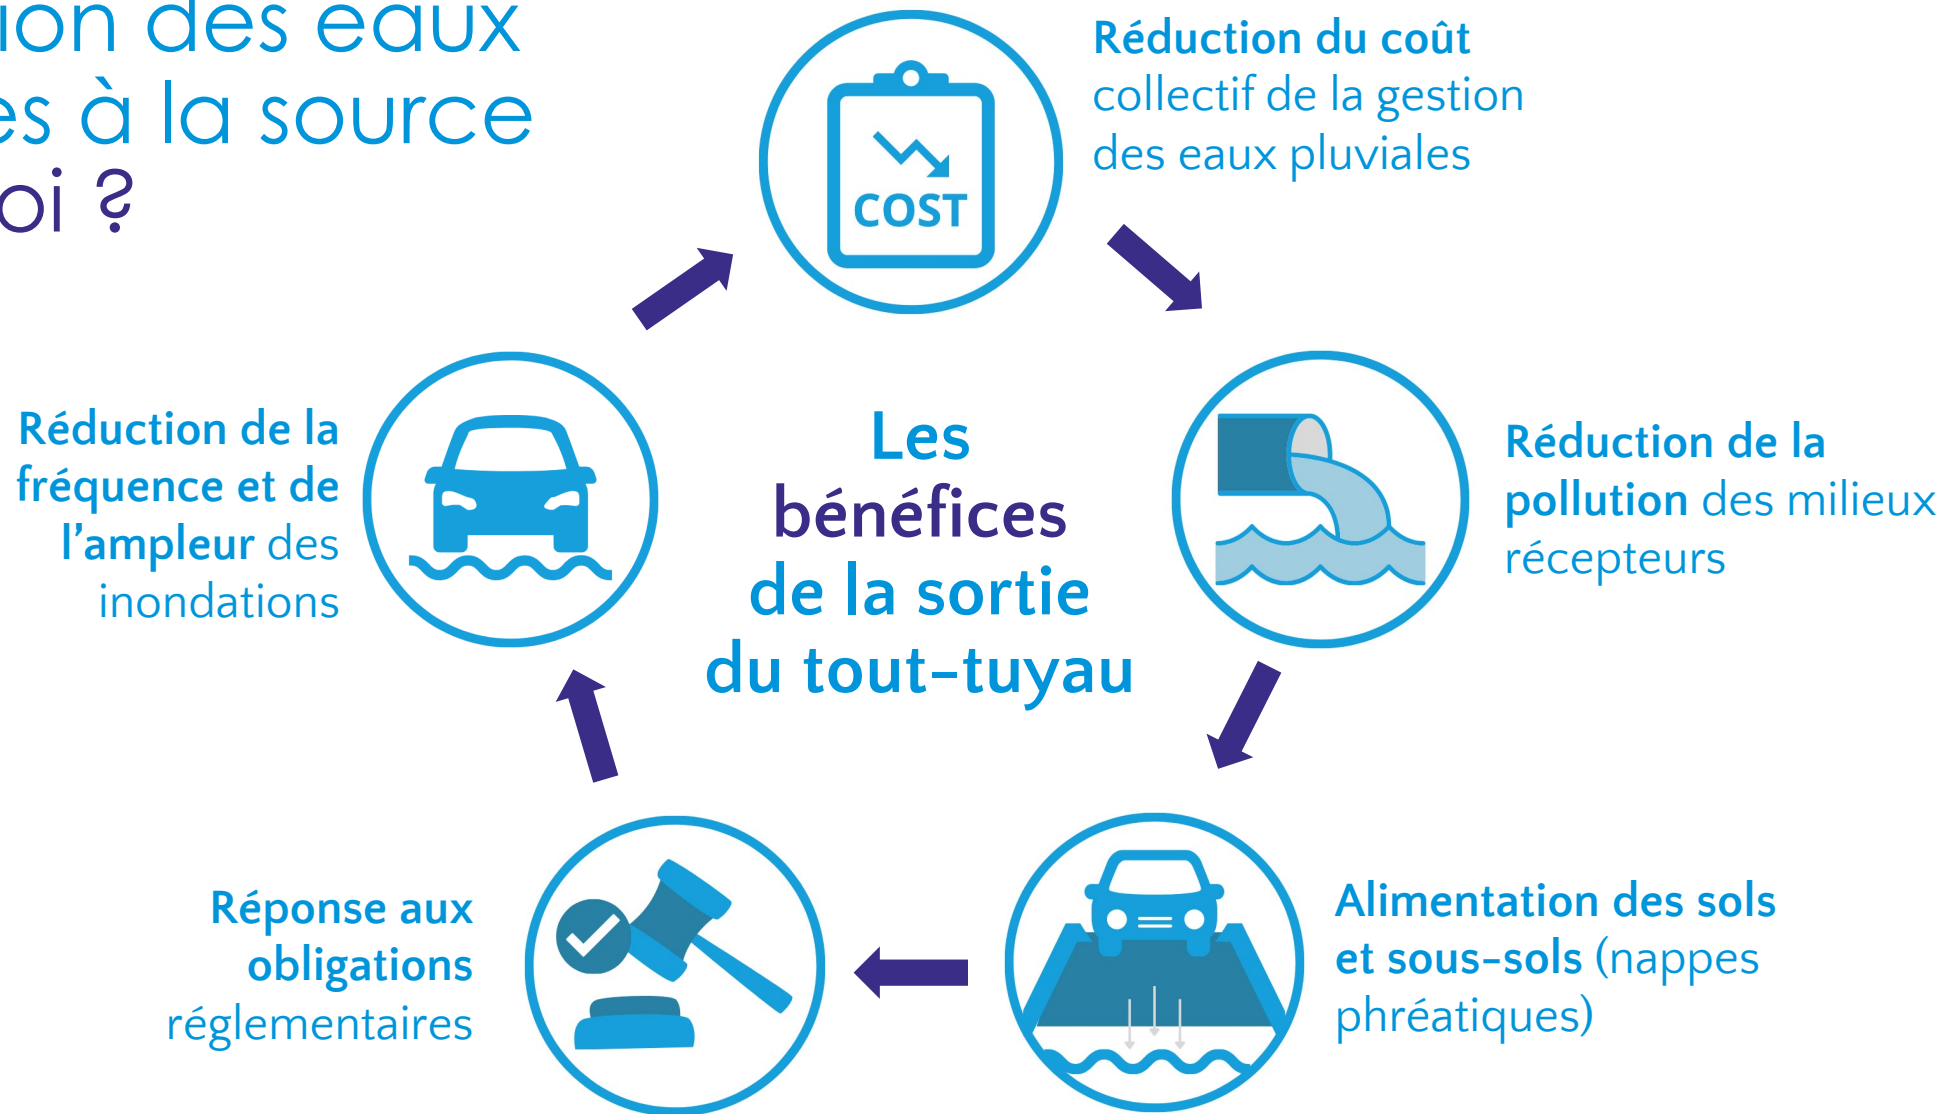 ion des eaux
es à la source
oi ?
Réduction du coût
collectif de la gestion
des eaux pluviales
COST
Réduction de la
fréquence et de
l'ampleur des
inondations
Les
bénéfices
de la sortie
du tout-tuyau
Réduction de la
pollution des milieux
récepteurs
Réponse aux
obligations
réglementaires
Alimentation des sols
et sous-sols (nappes
phréatiques)